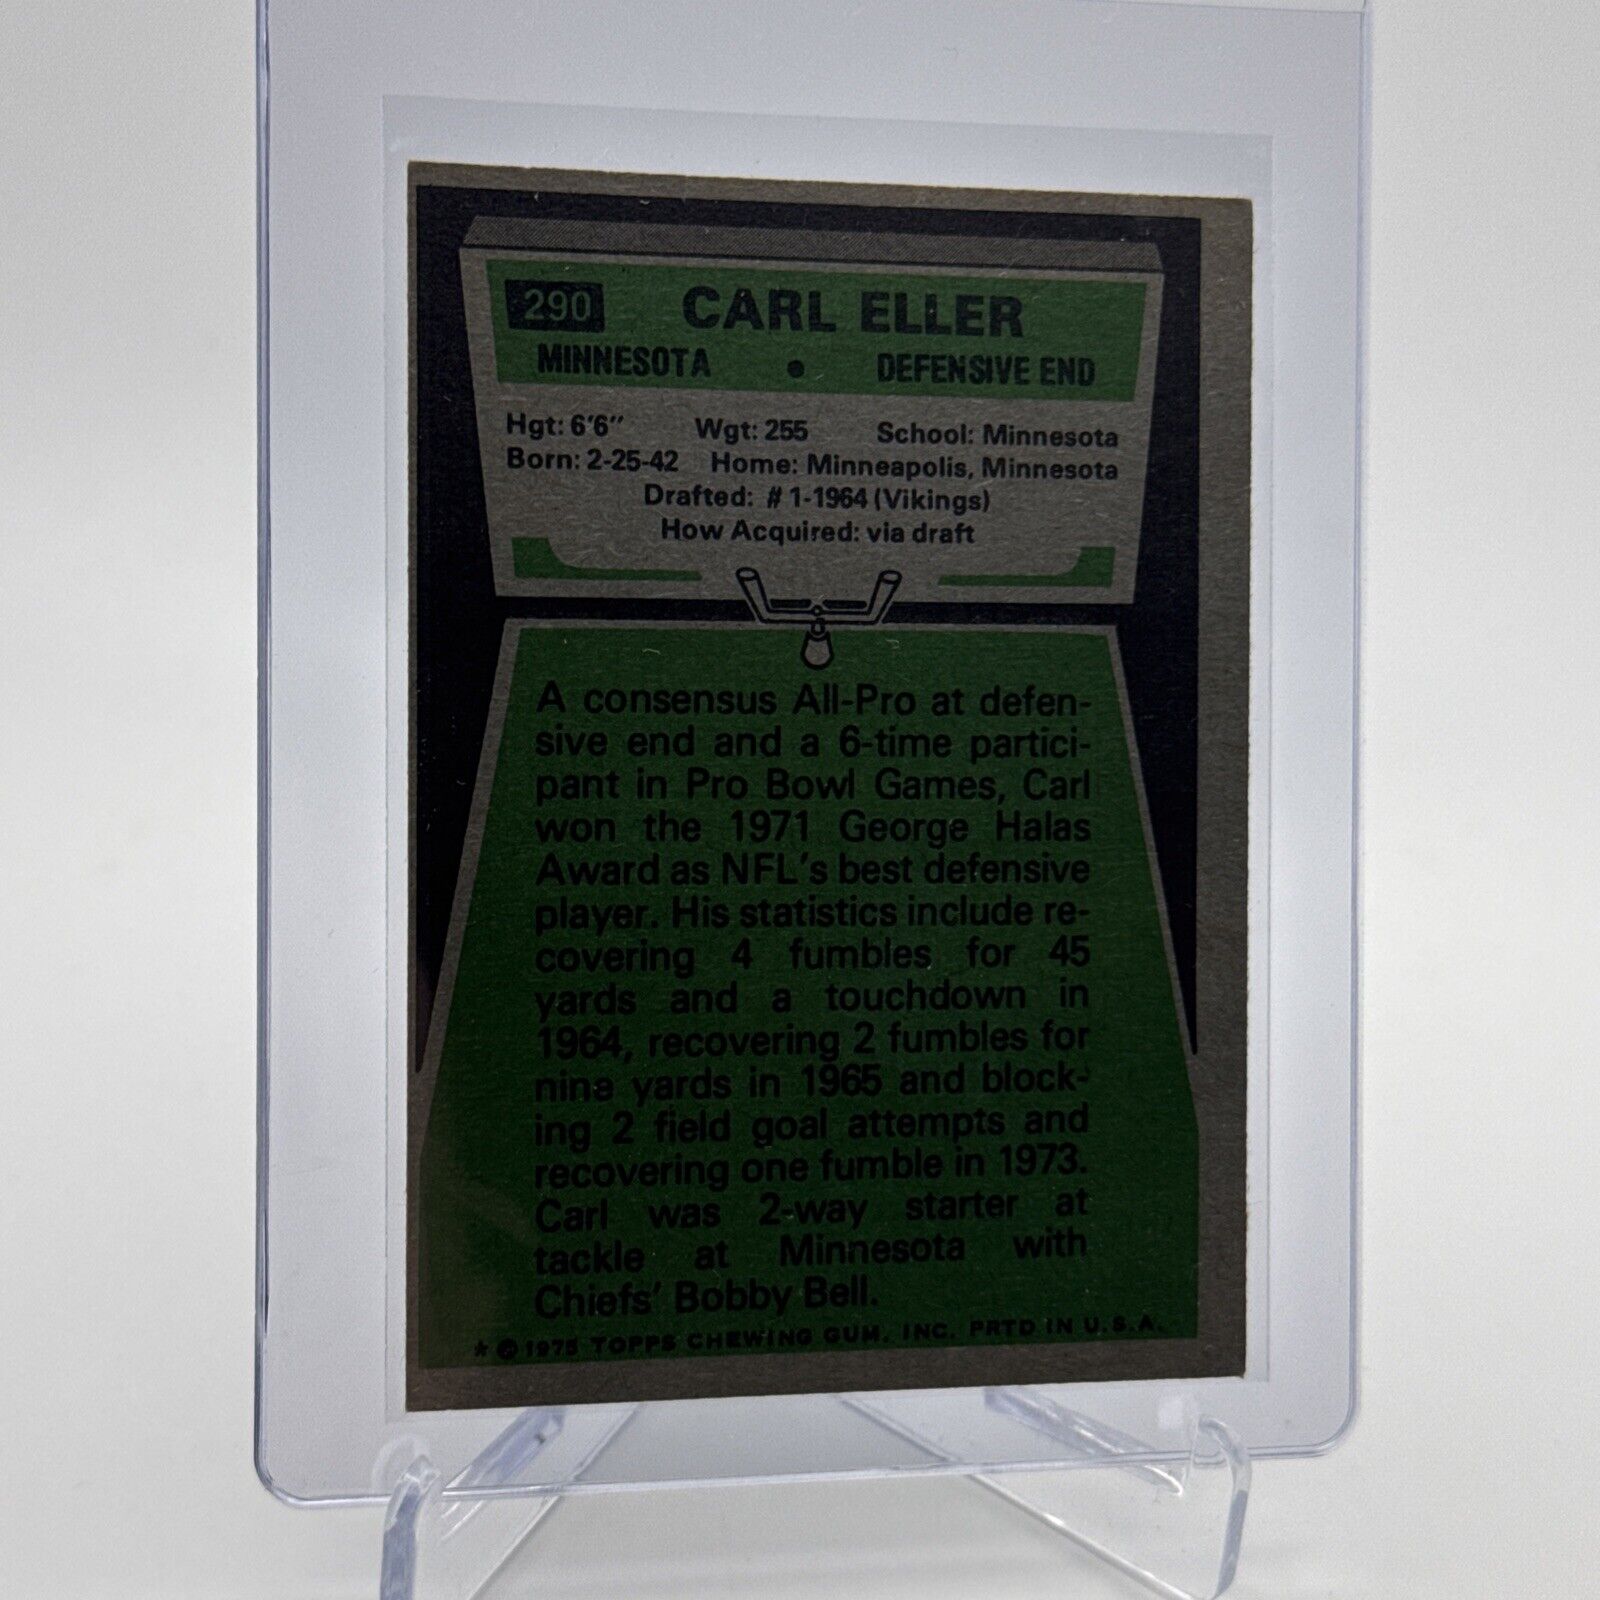 290 CARL ELLER
MINNESOTA • DEFENSIVE END
Hgt: 6'6" Wgt: 255 School: Minnesota
Born: 2-25-42 Home: Minneapolis, Minnesota
Drafted: #1-1964 (Vikings)
How Acquired: via draft
A consensus All-Pro at defen-
sive end and a 6-time partici-
pant in Pro Bowl Games, Carl
won the 1971 George Halas
Award as NFL's best defensive
player. His statistics include re-
covering 4 fumbles for 45
yards and a touchdown in
1964, recovering 2 fumbles for
nine yards in 1965 and block-
ing 2 field goal attempts and
recovering one fumble in 1973.
Carl was 2-way starter at
tackle at Minnesota with
Chiefs' Bobby Bell.
* © 1975 TOPPS CHEWING GUM, INC. PRTD IN U.S.A.